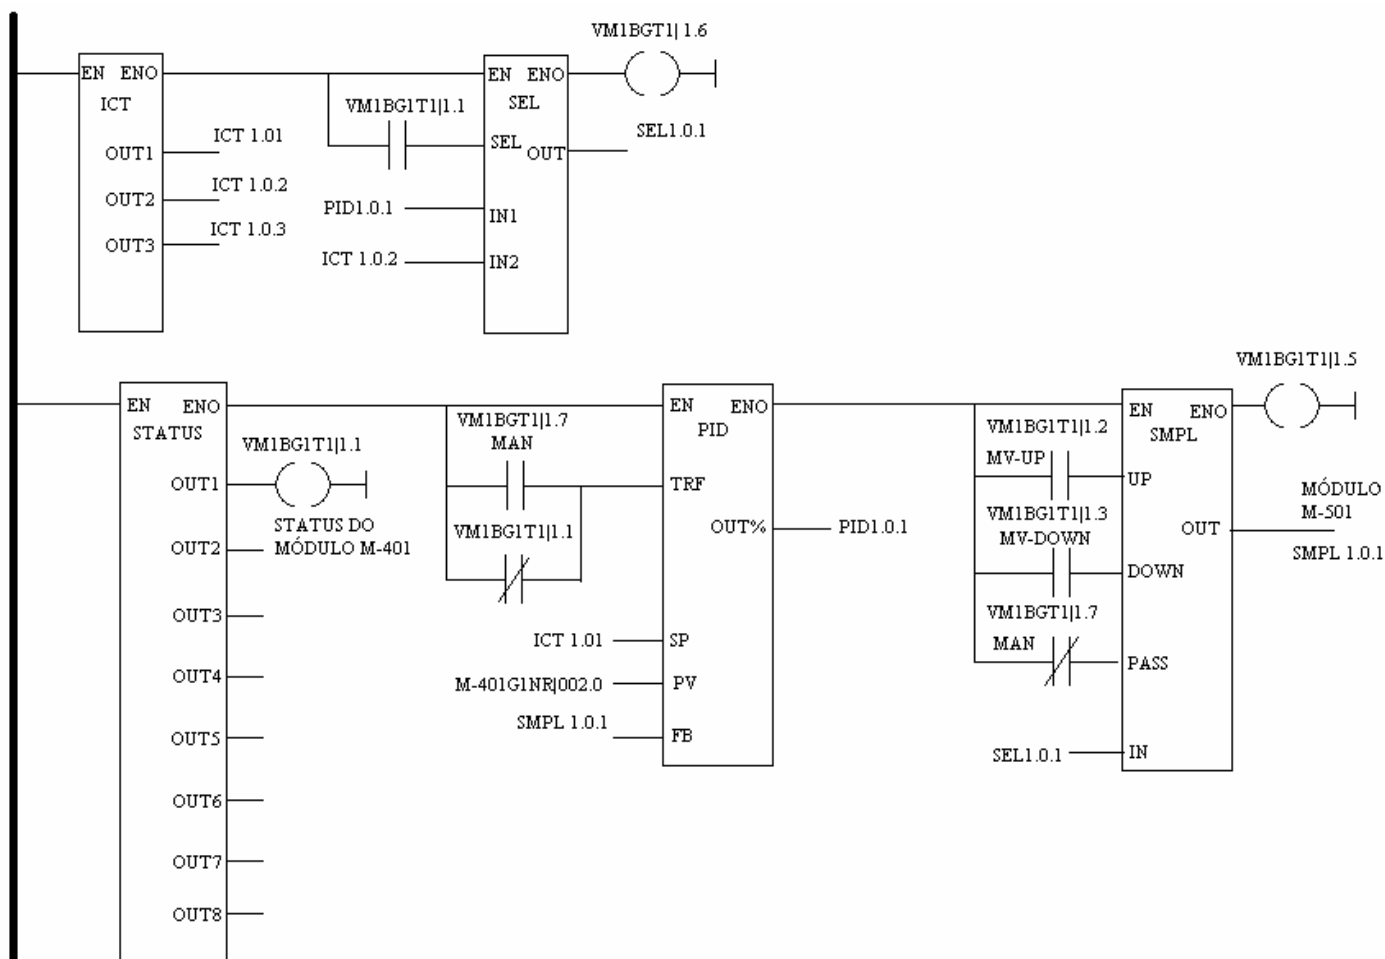 VM1BGT1|1.6
EN ENO
ICT
EN ENO
SEL
VM1BG1T1|1.1
ICT 1.01
SEL1.0.1
OUT1
SEL
OUT
ICT 1.0.2
OUT2
PID1.0.1
IN1
ICT 1.0.3
OUT3
ICT 1.0.2
IN2
VM1BG1T1|1.5
EN ENO
STATUS
EN ENO
PID
EN ENO
SMPL
VM1BGT1|1.7
MAN
VM1BG1T1|1.2
MV-UP
VM1BG1T1|1.1
OUT1
TRF
UP
MÓDULO
M-501
STATUS DO
MÓDULO M-401
VM1BG1T1|1.1
OUT%
PID1.0.1
VM1BG1T1|1.3
MV-DOWN
OUT
SMPL 1.0.1
OUT2
DOWN
OUT3
VM1BGT1|1.7
MAN
ICT 1.01
SP
PASS
OUT4
M-401G1NR|002.0
PV
SMPL 1.0.1
FB
OUT5
SEL1.0.1
IN
OUT6
OUT7
OUT8